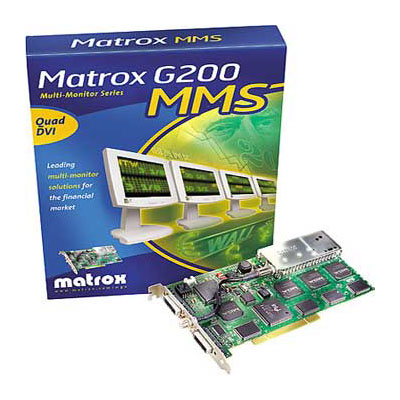 Matrox MMS
Matrox G200
Multi-Monitor Series
MMS
Quad
DVI
Leading
multi-monitor
solutions for
the financial
market
WALL
matrox